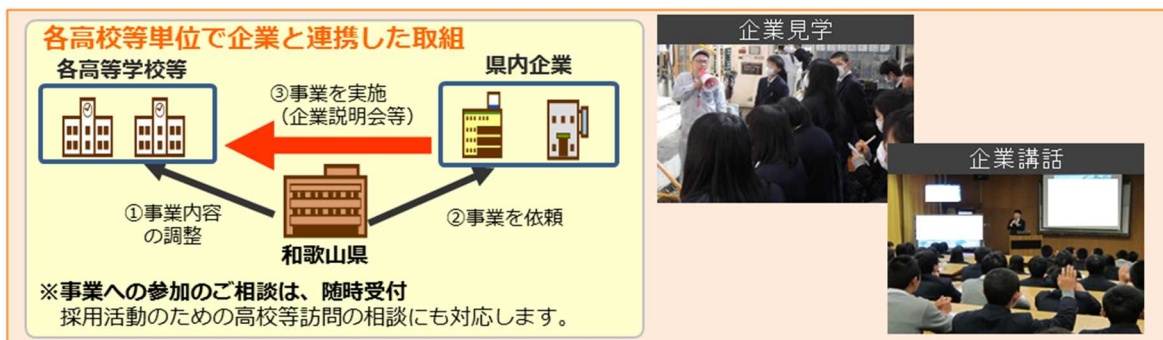 各高校等単位で企業と連携した取組
各高等学校等
県内企業
③事業を実施
（企業説明会等）
①事業内容
の調整
②事業を依頼
和歌山県
※事業への参加のご相談は、随時受付
採用活動のための高校等訪問の相談にも対応します。
企業見学
企業講話